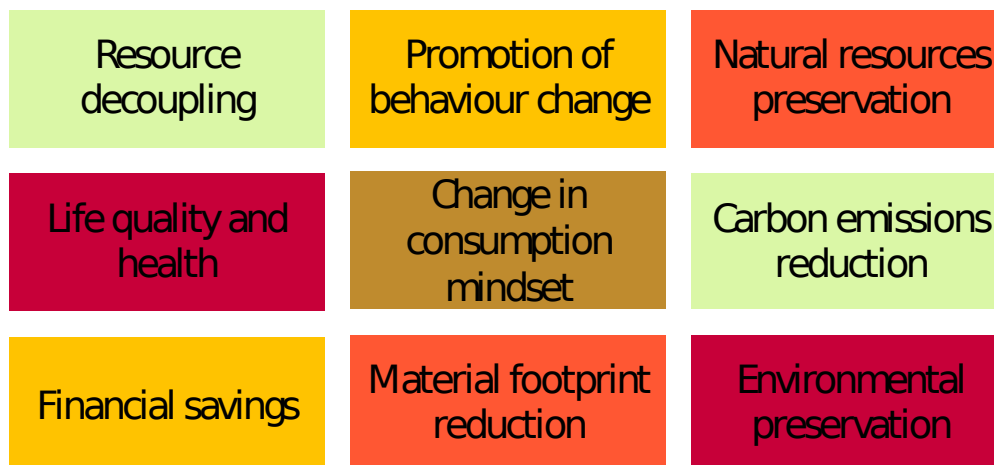 Resource
decoupling
Promotion of
behaviour change
Natural resources
preservation
Life quality and
health
Change in
consumption
mindset
Carbon emissions
reduction
Financial savings
Material footprint
reduction
Environmental
preservation